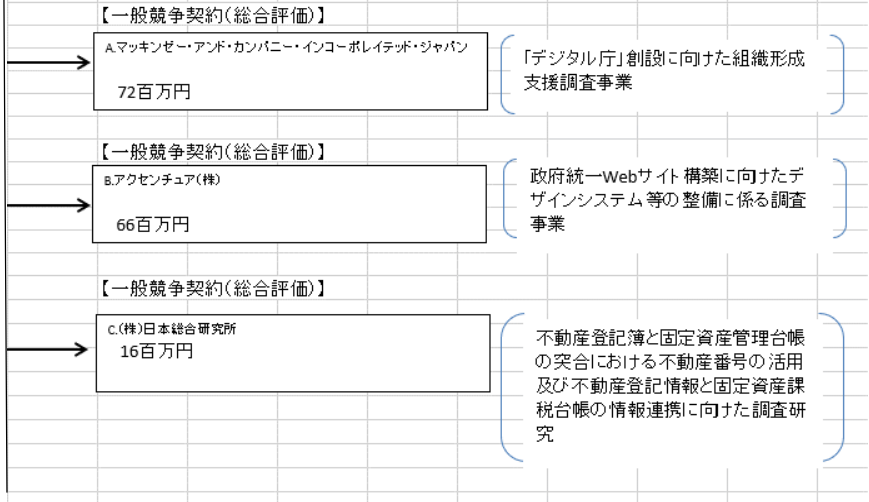 【一般競争契約(総合評価)】
A.マッキンゼー・アンド・カンパニー・インコーポレイテッド・ジャパン
72百万円
「デジタル庁」創設に向けた組織形成
支援調査事業
【一般競争契約(総合評価)】
B.アクセンチュア(株)
66百万円
政府統一Webサイト構築に向けたデ
ザインシステム等の整備に係る調査
事業
【一般競争契約(総合評価)】
C.(株)日本総合研究所
16百万円
不動産登記簿と固定資産管理台帳
の突合における不動産番号の活用
及び不動産登記情報と固定資産課
税台帳の情報連携に向けた調査研
究